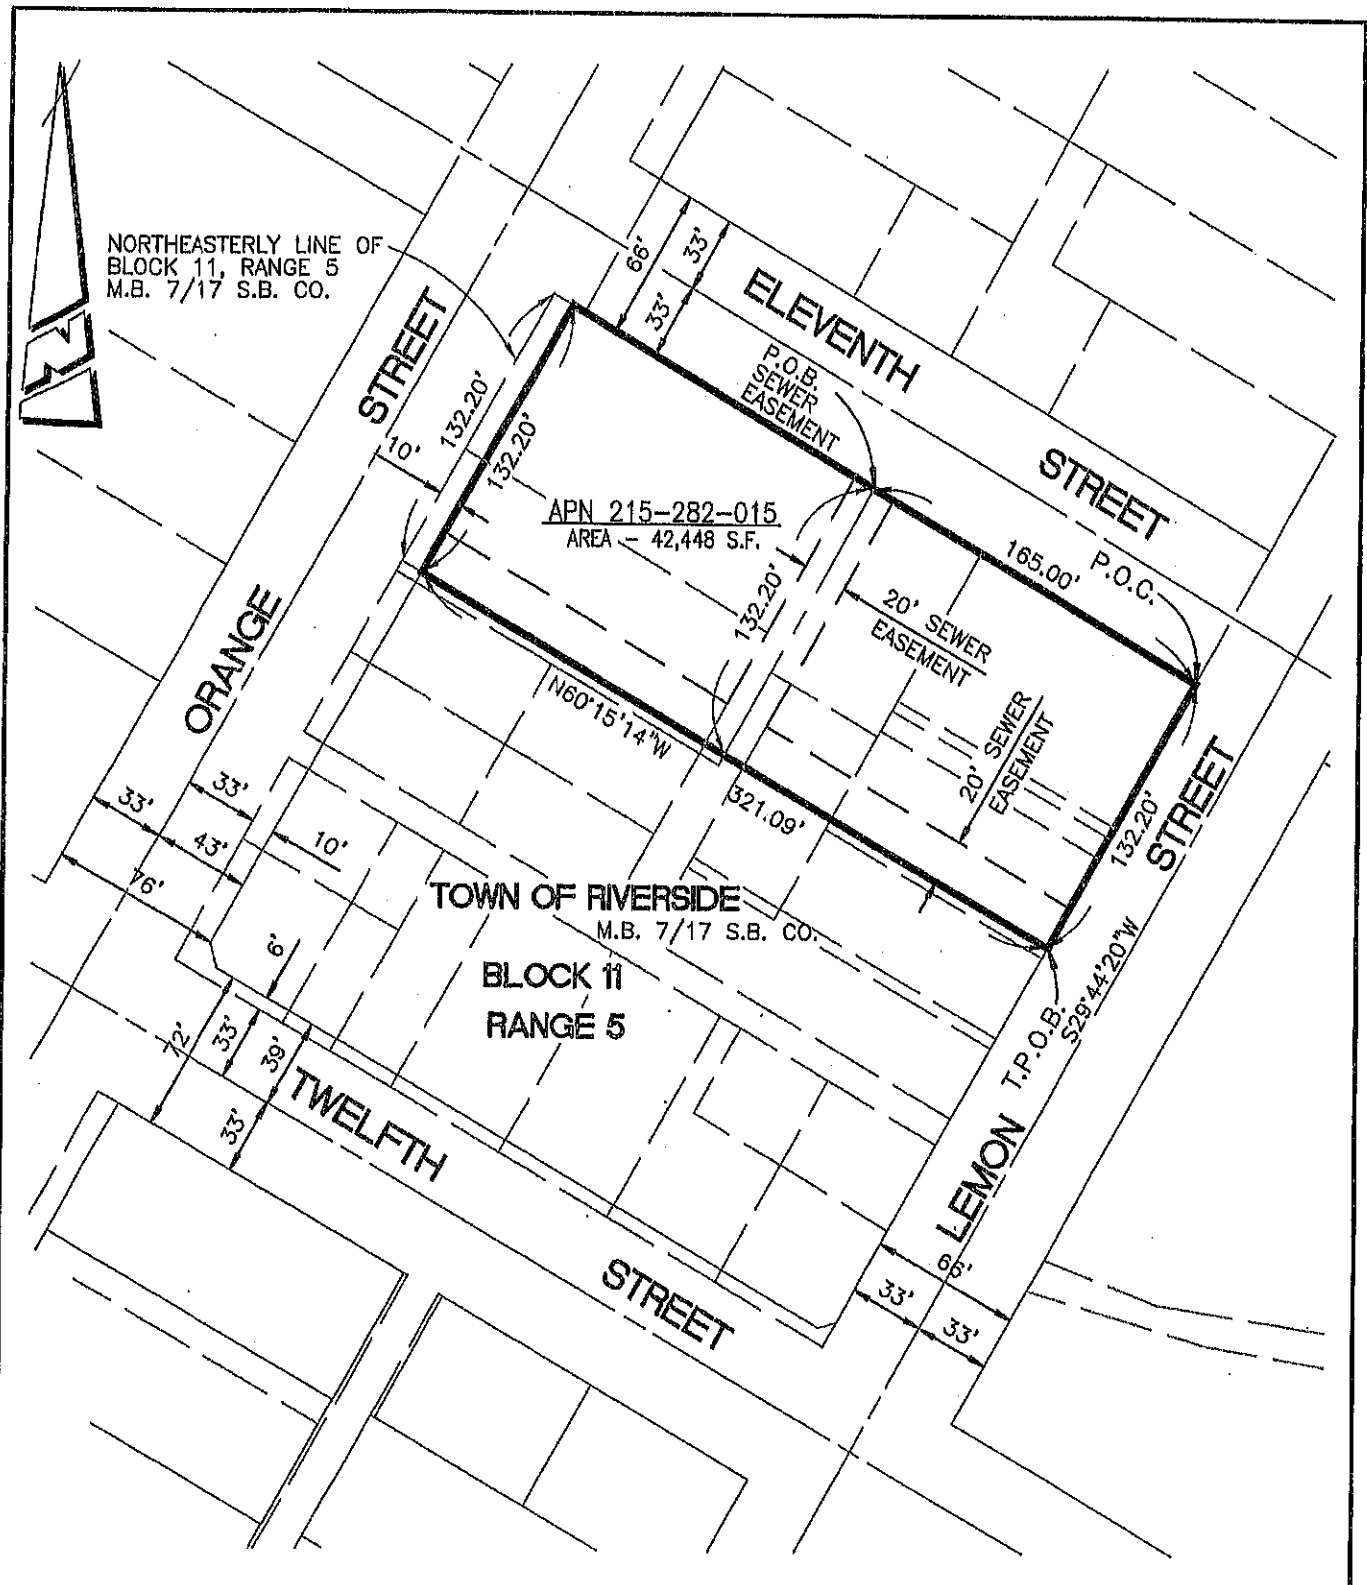 NORTHEASTERLY LINE OF
BLOCK 11, RANGE 5
M.B. 7/17 S.B. CO.
N
66'
33'
33'
ELEVENTH
STREET
P.O.B.
SEWER
EASEMENT
STREET
ORANGE
10'
132.20'
132.20'
APN 215-282-015
AREA - 42,448 S.F.
132.20'
165.00'
P.O.C.
20' SEWER
EASEMENT
20' SEWER
EASEMENT
N60°15'14"W
321.09'
132.20'
STREET
S29°44'20"W
T.P.O.B.
LEMON
33'
33'
43'
76'
10'
TOWN OF RIVERSIDE
M.B. 7/17 S.B. CO.
BLOCK 11
RANGE 5
6'
72'
33'
39'
33'
TWELFTH
STREET
66'
33'
33'